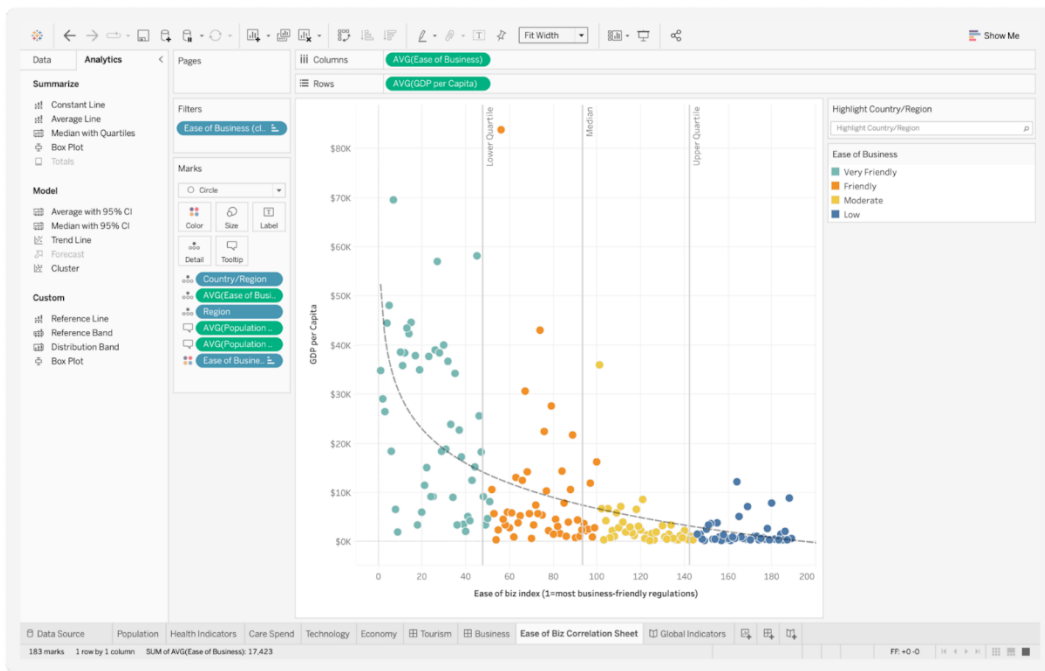 Fit Width
Show Me
Data
Analytics
Summarize
Constant Line
Average Line
Median with Quartiles
Box Plot
Totals
Model
Average with 95% CI
Median with 95% CI
Trend Line
Forecast
Cluster
Custom
Reference Line
Reference Band
Distribution Band
Box Plot
Pages
Filters
Ease of Business (cl..
Marks
Circle
Color
Size
Label
Detail
Tooltip
Country/Region
AVG(Ease of Busi..
Region
AVG(Population ..
AVG(Population ..
Ease of Busine..
Columns
AVG(Ease of Business)
Rows
AVG(GDP per Capita)
Lower Quartile
Median
Upper Quartile
GDP per Capita
$80K
$70K
$60K
$50K
$40K
$30K
$20K
$10K
$0K
0 20 40 60 80 100 120 140 160 180 200
Ease of biz index (1=most business-friendly regulations)
Highlight Country/Region
Highlight Country/Region
Ease of Business
Very Friendly
Friendly
Moderate
Low
Data Source
Population
Health Indicators
Care Spend
Technology
Economy
Tourism
Business
Ease of Biz Correlation Sheet
Global Indicators
183 marks
1 row by 1 column
SUM of AVG(Ease of Business): 17,423
FF: +0 -0